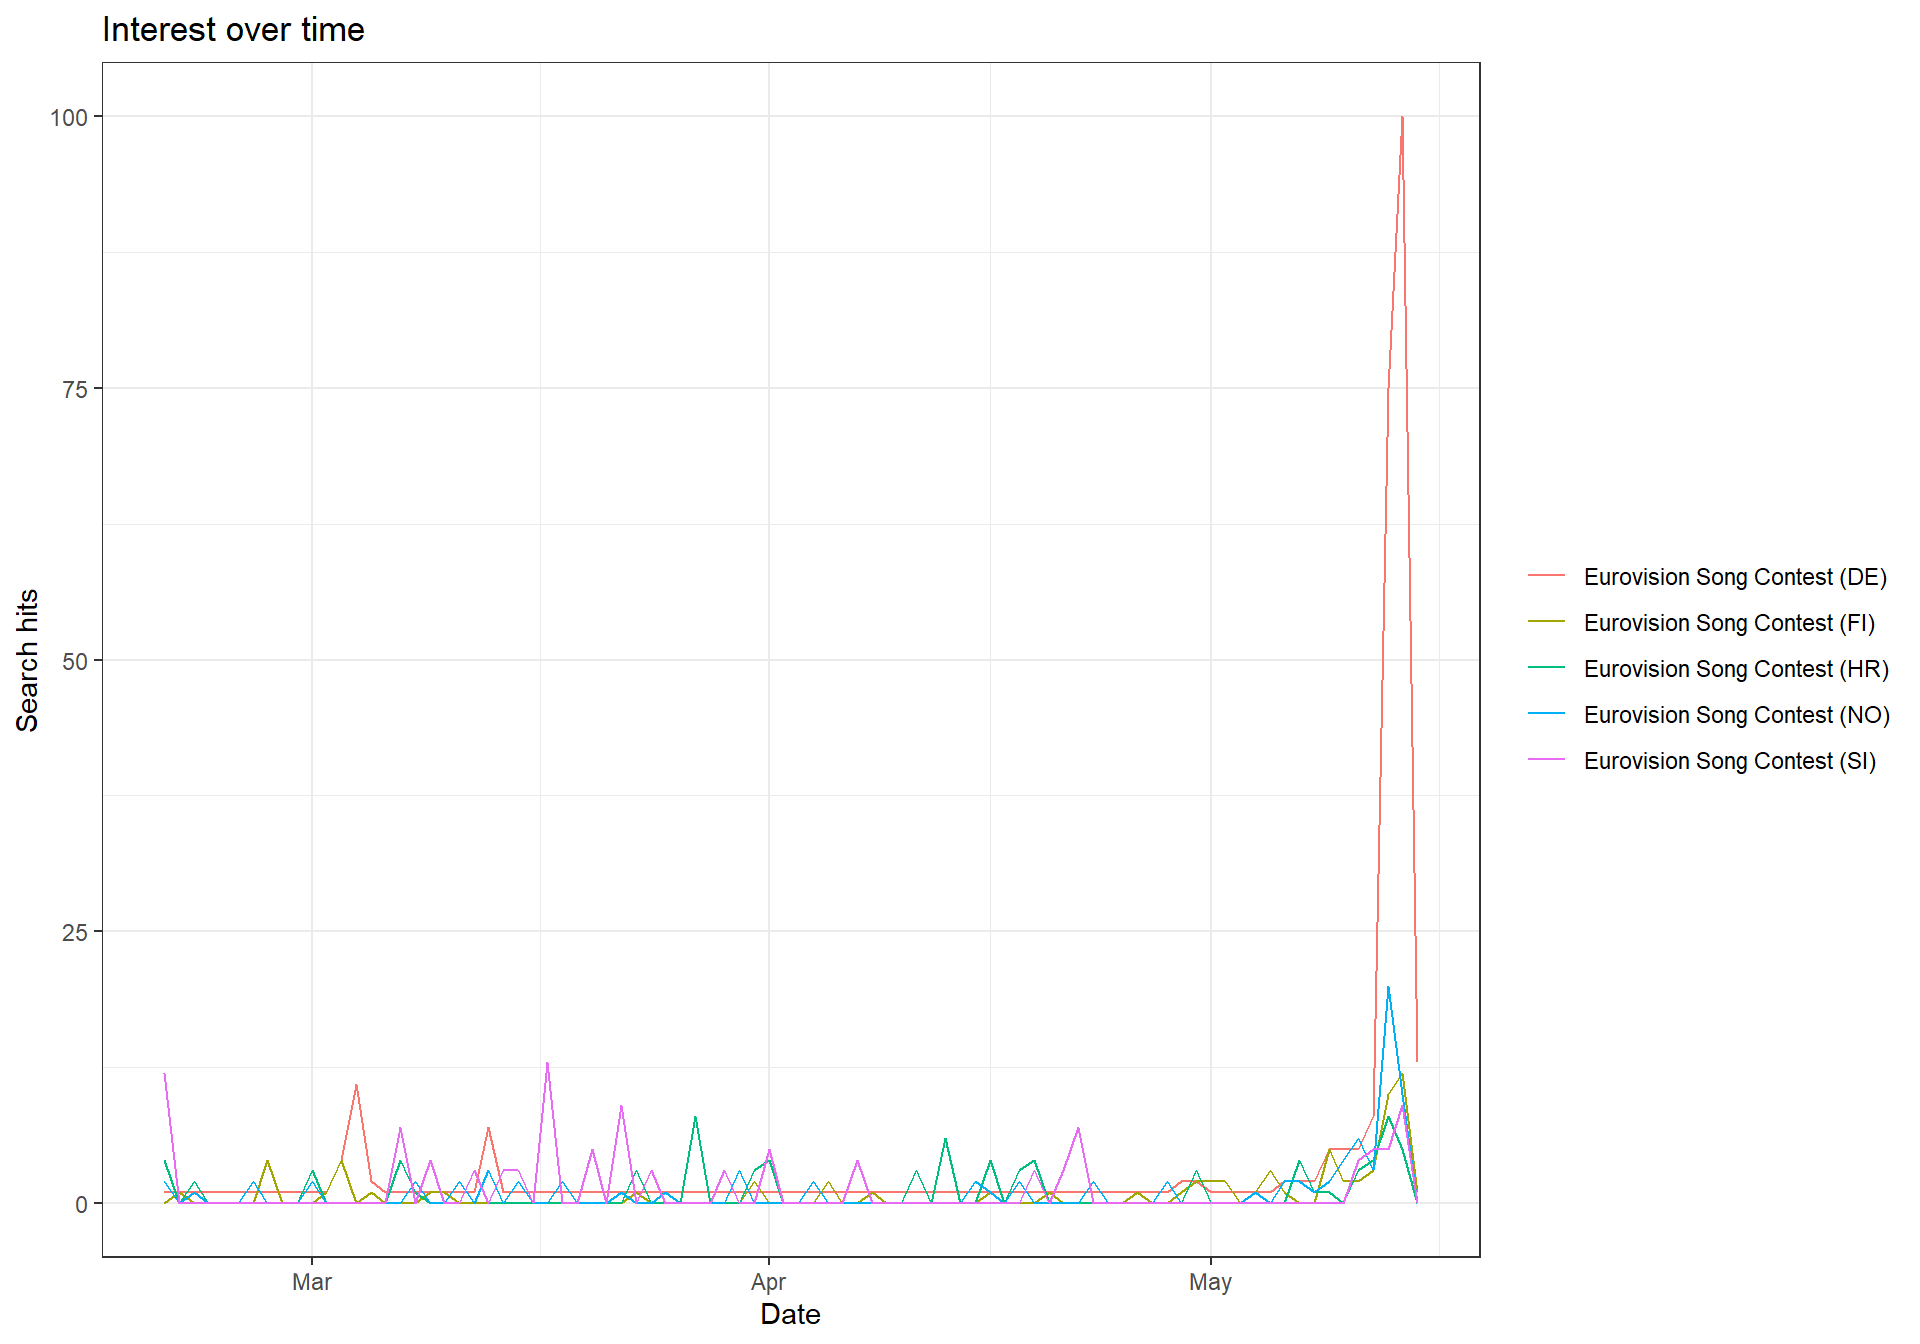 Interest over time
100
75
50
25
0
Search hits
Mar
Apr
May
Date
Eurovision Song Contest (DE)
Eurovision Song Contest (FI)
Eurovision Song Contest (HR)
Eurovision Song Contest (NO)
Eurovision Song Contest (SI)